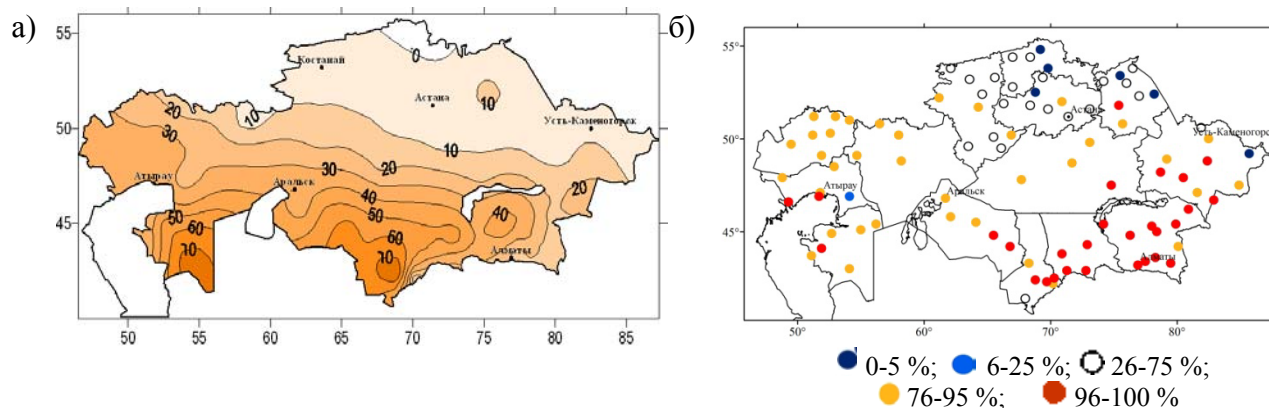 а)
б)
55
50
45
50 55 60 65 70 75 80 85
0
Костанай
10
Астана
20
10
Усть-Каменогорск
30
10
Атырау
30
20
20
Аральск
40
50
50
40
60
60
70
70
Алматы
55°
50°
45°
50° 60° 70° 80°
Астана
Усть-Каменогорск
Атырау
Аральск
Алматы
0-5 %; 6-25 %; 26-75 %;
76-95 %; 96-100 %